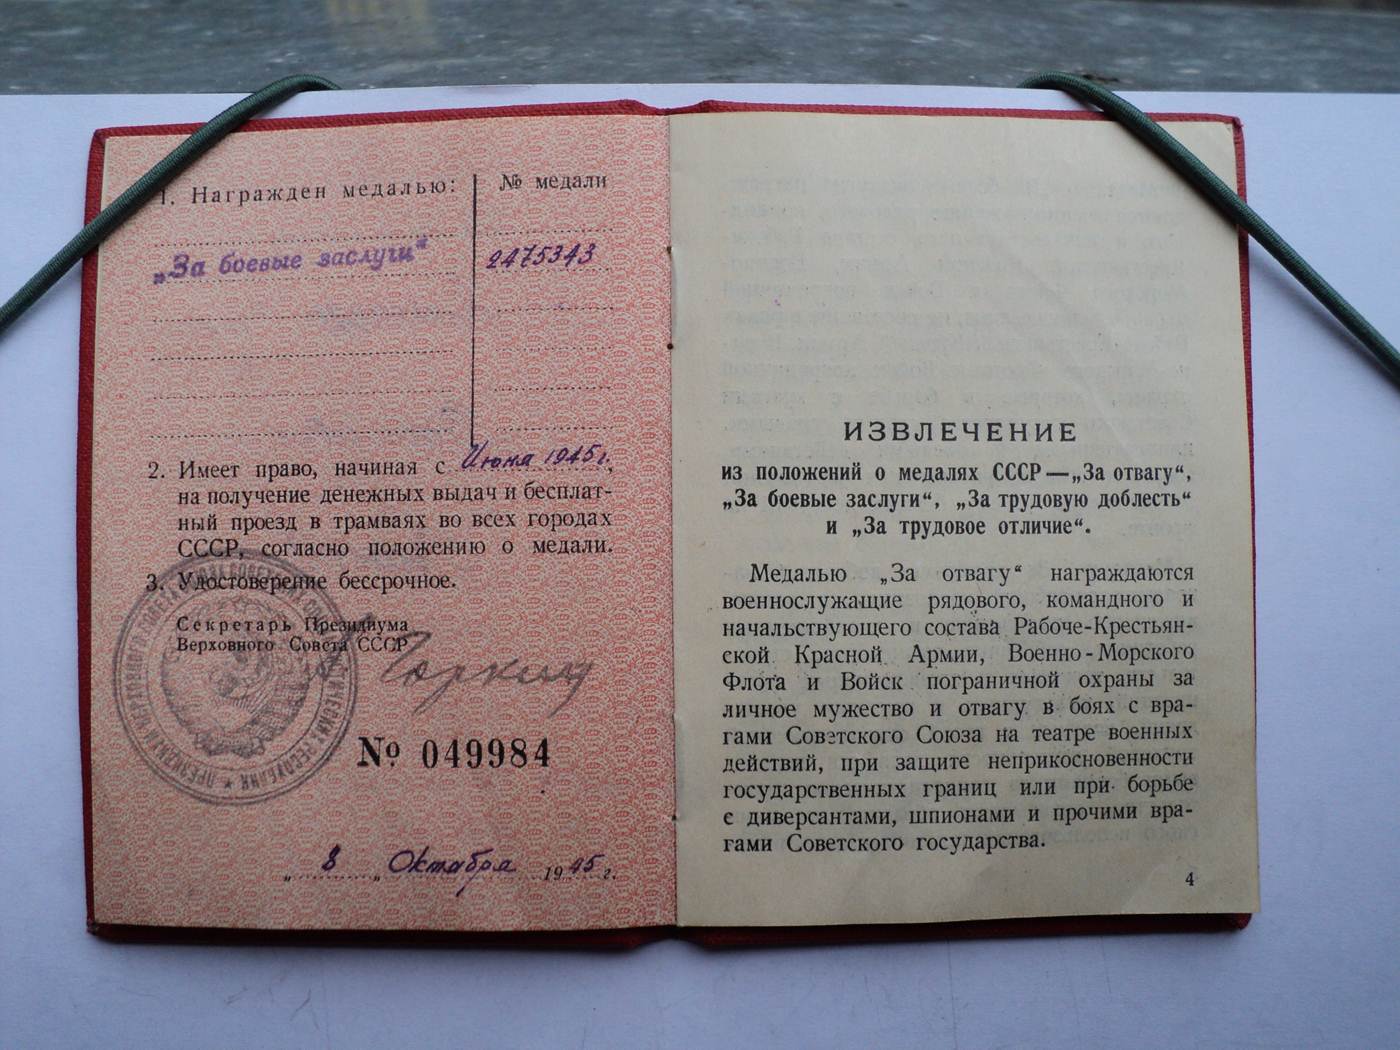 1. Награжден медалью:
№ медали
„За боевые заслуги“
2475343
2. Имеет право, начиная с Июня 1945 г.,
на получение денежных выдач и бесплат-
ный проезд в трамваях во всех городах
СССР, согласно положению о медали.
3. Удостоверение бессрочное.
Секретарь Президиума
Верховного Совета СССР
Горкин
№ 049984
„ 8 „ Октября 1945 г.
ИЗВЛЕЧЕНИЕ
из положений о медалях СССР — „За отвагу“,
„За боевые заслуги“, „За трудовую доблесть“
и „За трудовое отличие“.
Медалью „За отвагу“ награждаются
военнослужащие рядового, командного и
начальствующего состава Рабоче-Крестьян-
ской Красной Армии, Военно-Морского
Флота и Войск пограничной охраны за
личное мужество и отвагу в боях с вра-
гами Советского Союза на театре военных
действий, при защите неприкосновенности
государственных границ или при борьбе
с диверсантами, шпионами и прочими вра-
гами Советского государства.
4